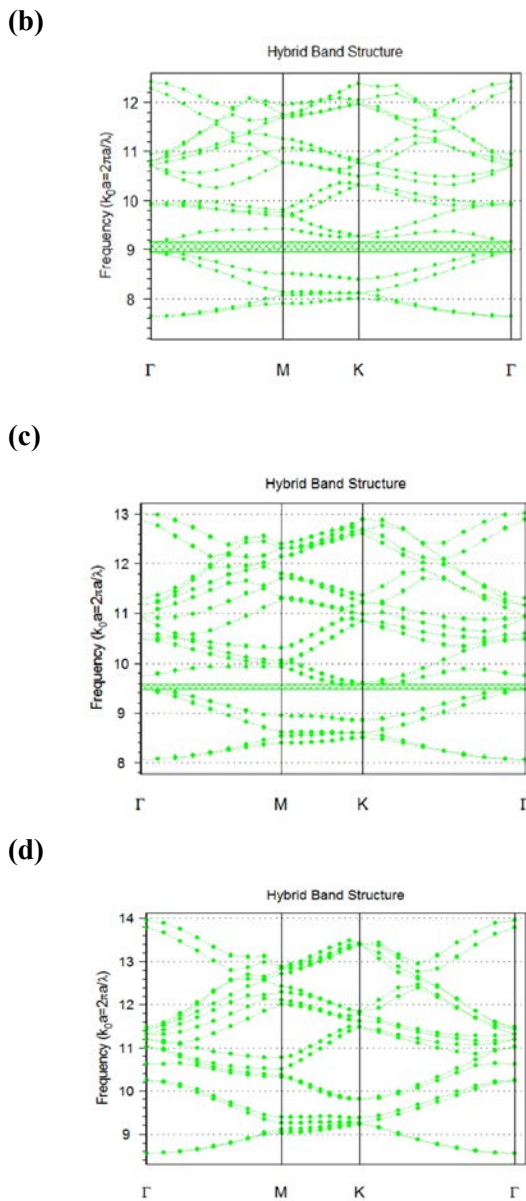 (b)
Hybrid Band Structure
Frequency (k₀a=2πa/λ)
12
11
10
9
8
Γ M K Γ
(c)
Hybrid Band Structure
Frequency (k₀a=2πa/λ)
13
12
11
10
9
8
Γ M K Γ
(d)
Hybrid Band Structure
Frequency (k₀a=2πa/λ)
14
13
12
11
10
9
Γ M K Γ